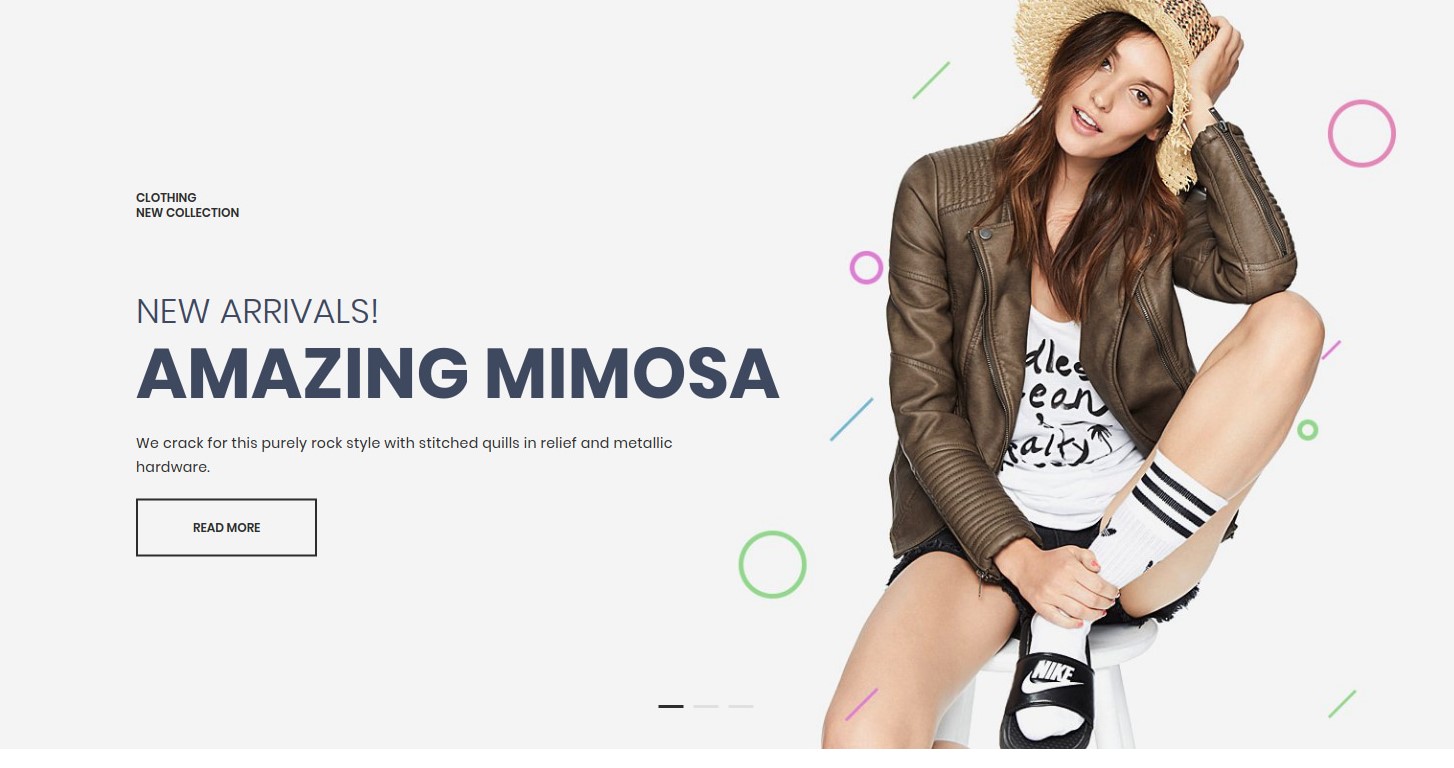 CLOTHING
NEW COLLECTION
NEW ARRIVALS!
AMAZING MIMOSA
We crack for this purely rock style with stitched quills in relief and metallic
hardware.
READ MORE
NIKE